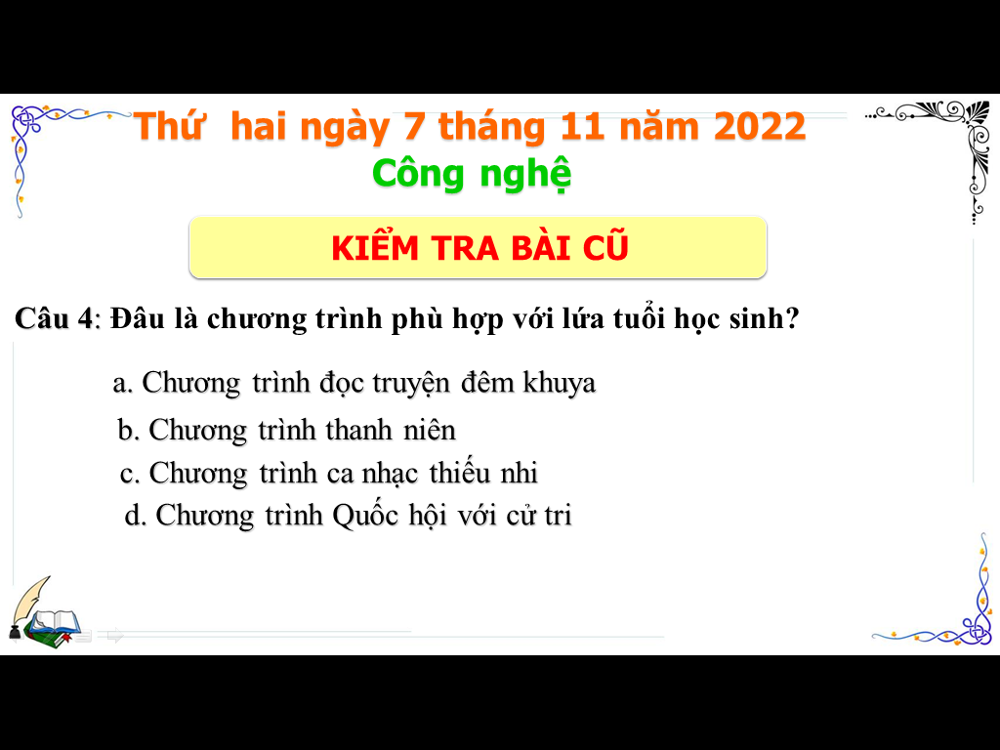 Thứ hai ngày 7 tháng 11 năm 2022
Công nghệ
KIỂM TRA BÀI CŨ
Câu 4: Đâu là chương trình phù hợp với lứa tuổi học sinh?
a. Chương trình đọc truyện đêm khuya
b. Chương trình thanh niên
c. Chương trình ca nhạc thiếu nhi
d. Chương trình Quốc hội với cử tri